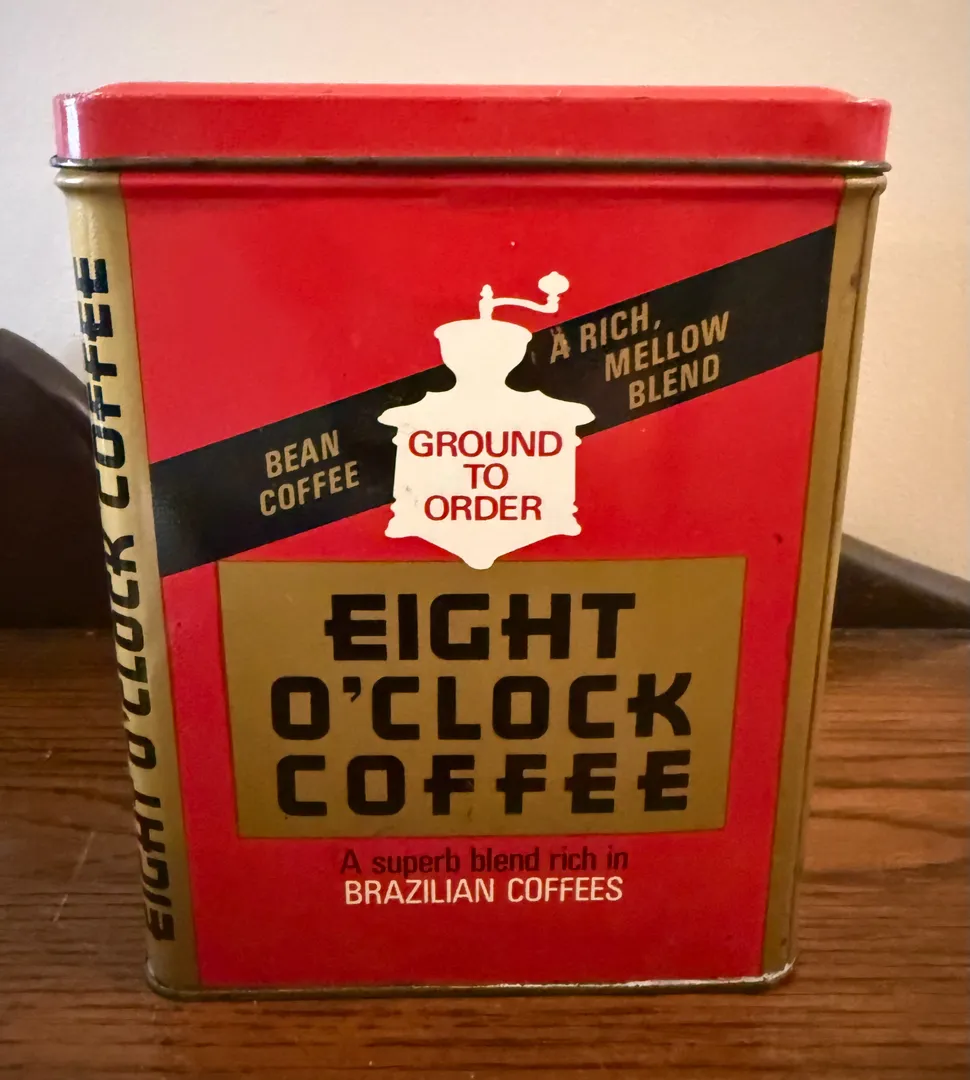 EIGHT O'CLOCK COFFEE
A RICH,
MELLOW
BLEND
BEAN
COFFEE
GROUND
TO
ORDER
EIGHT
O'CLOCK
COFFEE
A superb blend rich in
BRAZILIAN COFFEES